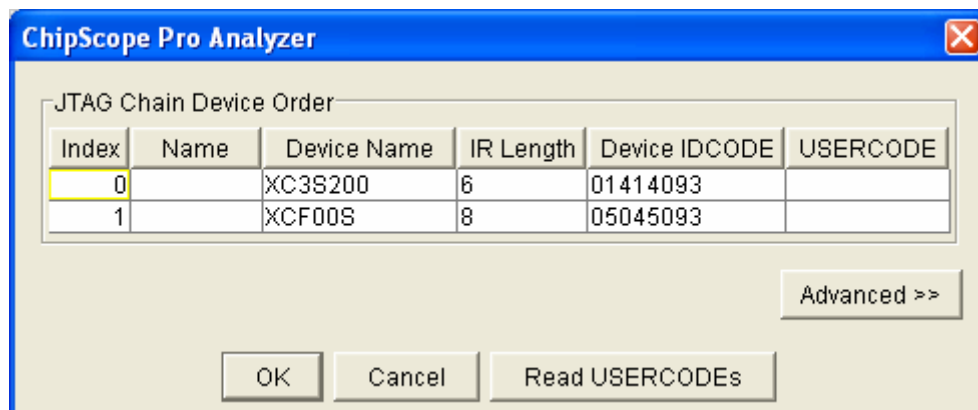 ChipScope Pro Analyzer
JTAG Chain Device Order
Index Name Device Name IR Length Device IDCODE USERCODE
0 XC3S200 6 01414093
1 XCF00S 8 05045093
Advanced >>
OK Cancel Read USERCODEs